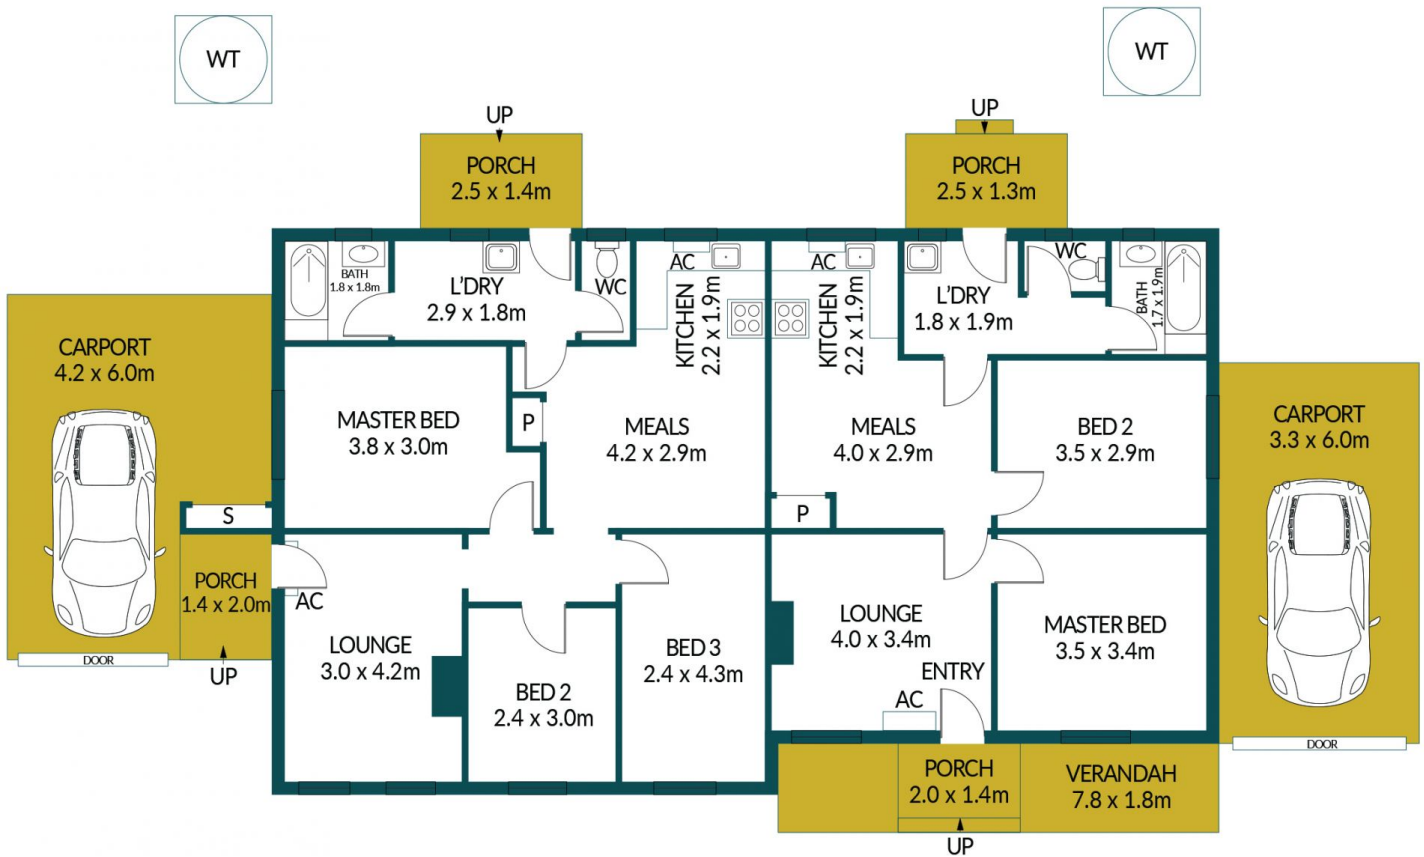 WT
WT
UP
PORCH
2.5 x 1.4m
UP
PORCH
2.5 x 1.3m
BATH
1.8 x 1.8m
L'DRY
2.9 x 1.8m
WC
AC
KITCHEN
2.2 x 1.9m
AC
KITCHEN
2.2 x 1.9m
L'DRY
1.8 x 1.9m
WC
BATH
1.7 x 1.9m
CARPORT
4.2 x 6.0m
MASTER BED
3.8 x 3.0m
P
MEALS
4.2 x 2.9m
MEALS
4.0 x 2.9m
BED 2
3.5 x 2.9m
CARPORT
3.3 x 6.0m
S
P
PORCH
1.4 x 2.0m
AC
UP
DOOR
LOUNGE
3.0 x 4.2m
BED 2
2.4 x 3.0m
BED 3
2.4 x 4.3m
LOUNGE
4.0 x 3.4m
ENTRY
AC
MASTER BED
3.5 x 3.4m
DOOR
PORCH
2.0 x 1.4m
VERANDAH
7.8 x 1.8m
UP